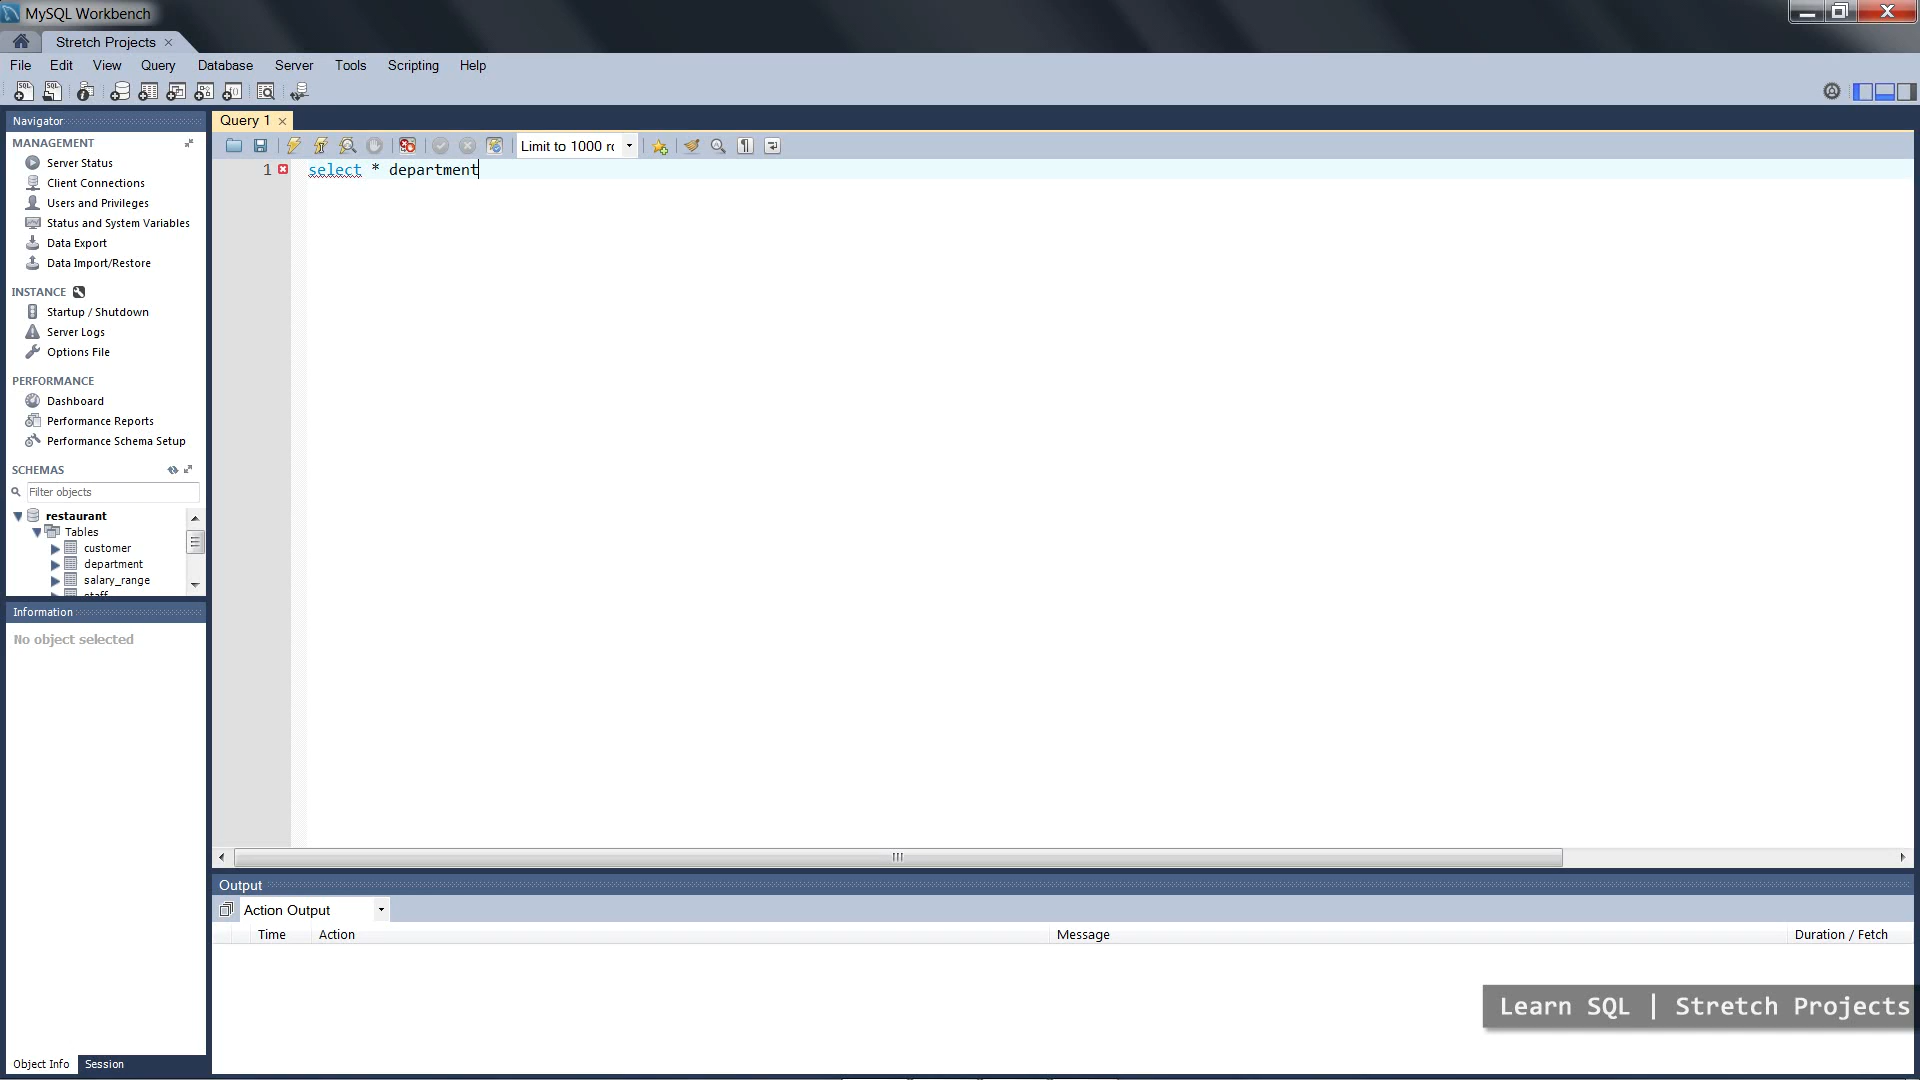 MySQL Workbench
Stretch Projects
File Edit View Query Database Server Tools Scripting Help
Navigator
MANAGEMENT
Server Status
Client Connections
Users and Privileges
Status and System Variables
Data Export
Data Import/Restore
INSTANCE
Startup / Shutdown
Server Logs
Options File
PERFORMANCE
Dashboard
Performance Reports
Performance Schema Setup
SCHEMAS
Filter objects
restaurant
Tables
customer
department
salary_range
staff
Information
No object selected
Object Info Session
Query 1
Limit to 1000 rc
1 select * department
Output
Action Output
Time Action Message Duration / Fetch
Learn SQL | Stretch Projects